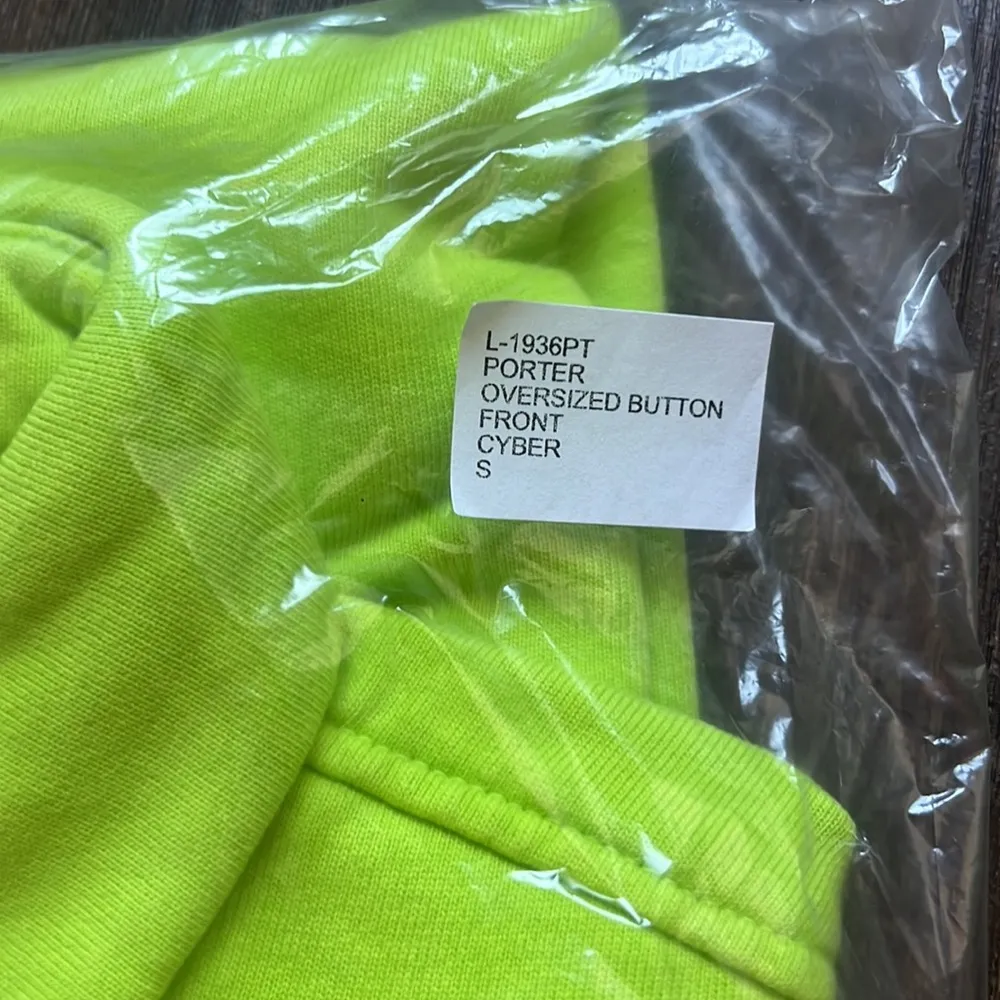 L-1936PT
PORTER
OVERSIZED BUTTON
FRONT
CYBER
S